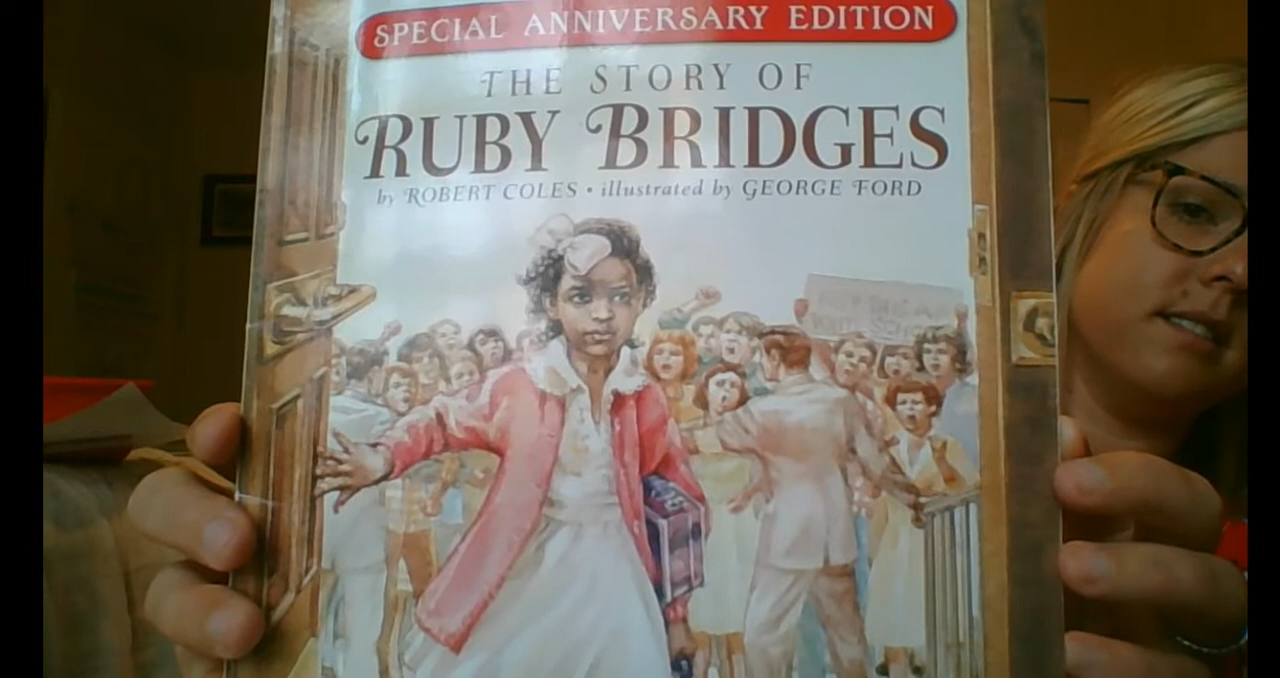 SPECIAL ANNIVERSARY EDITION
THE STORY OF
RUBY BRIDGES
by ROBERT COLES • illustrated by GEORGE FORD